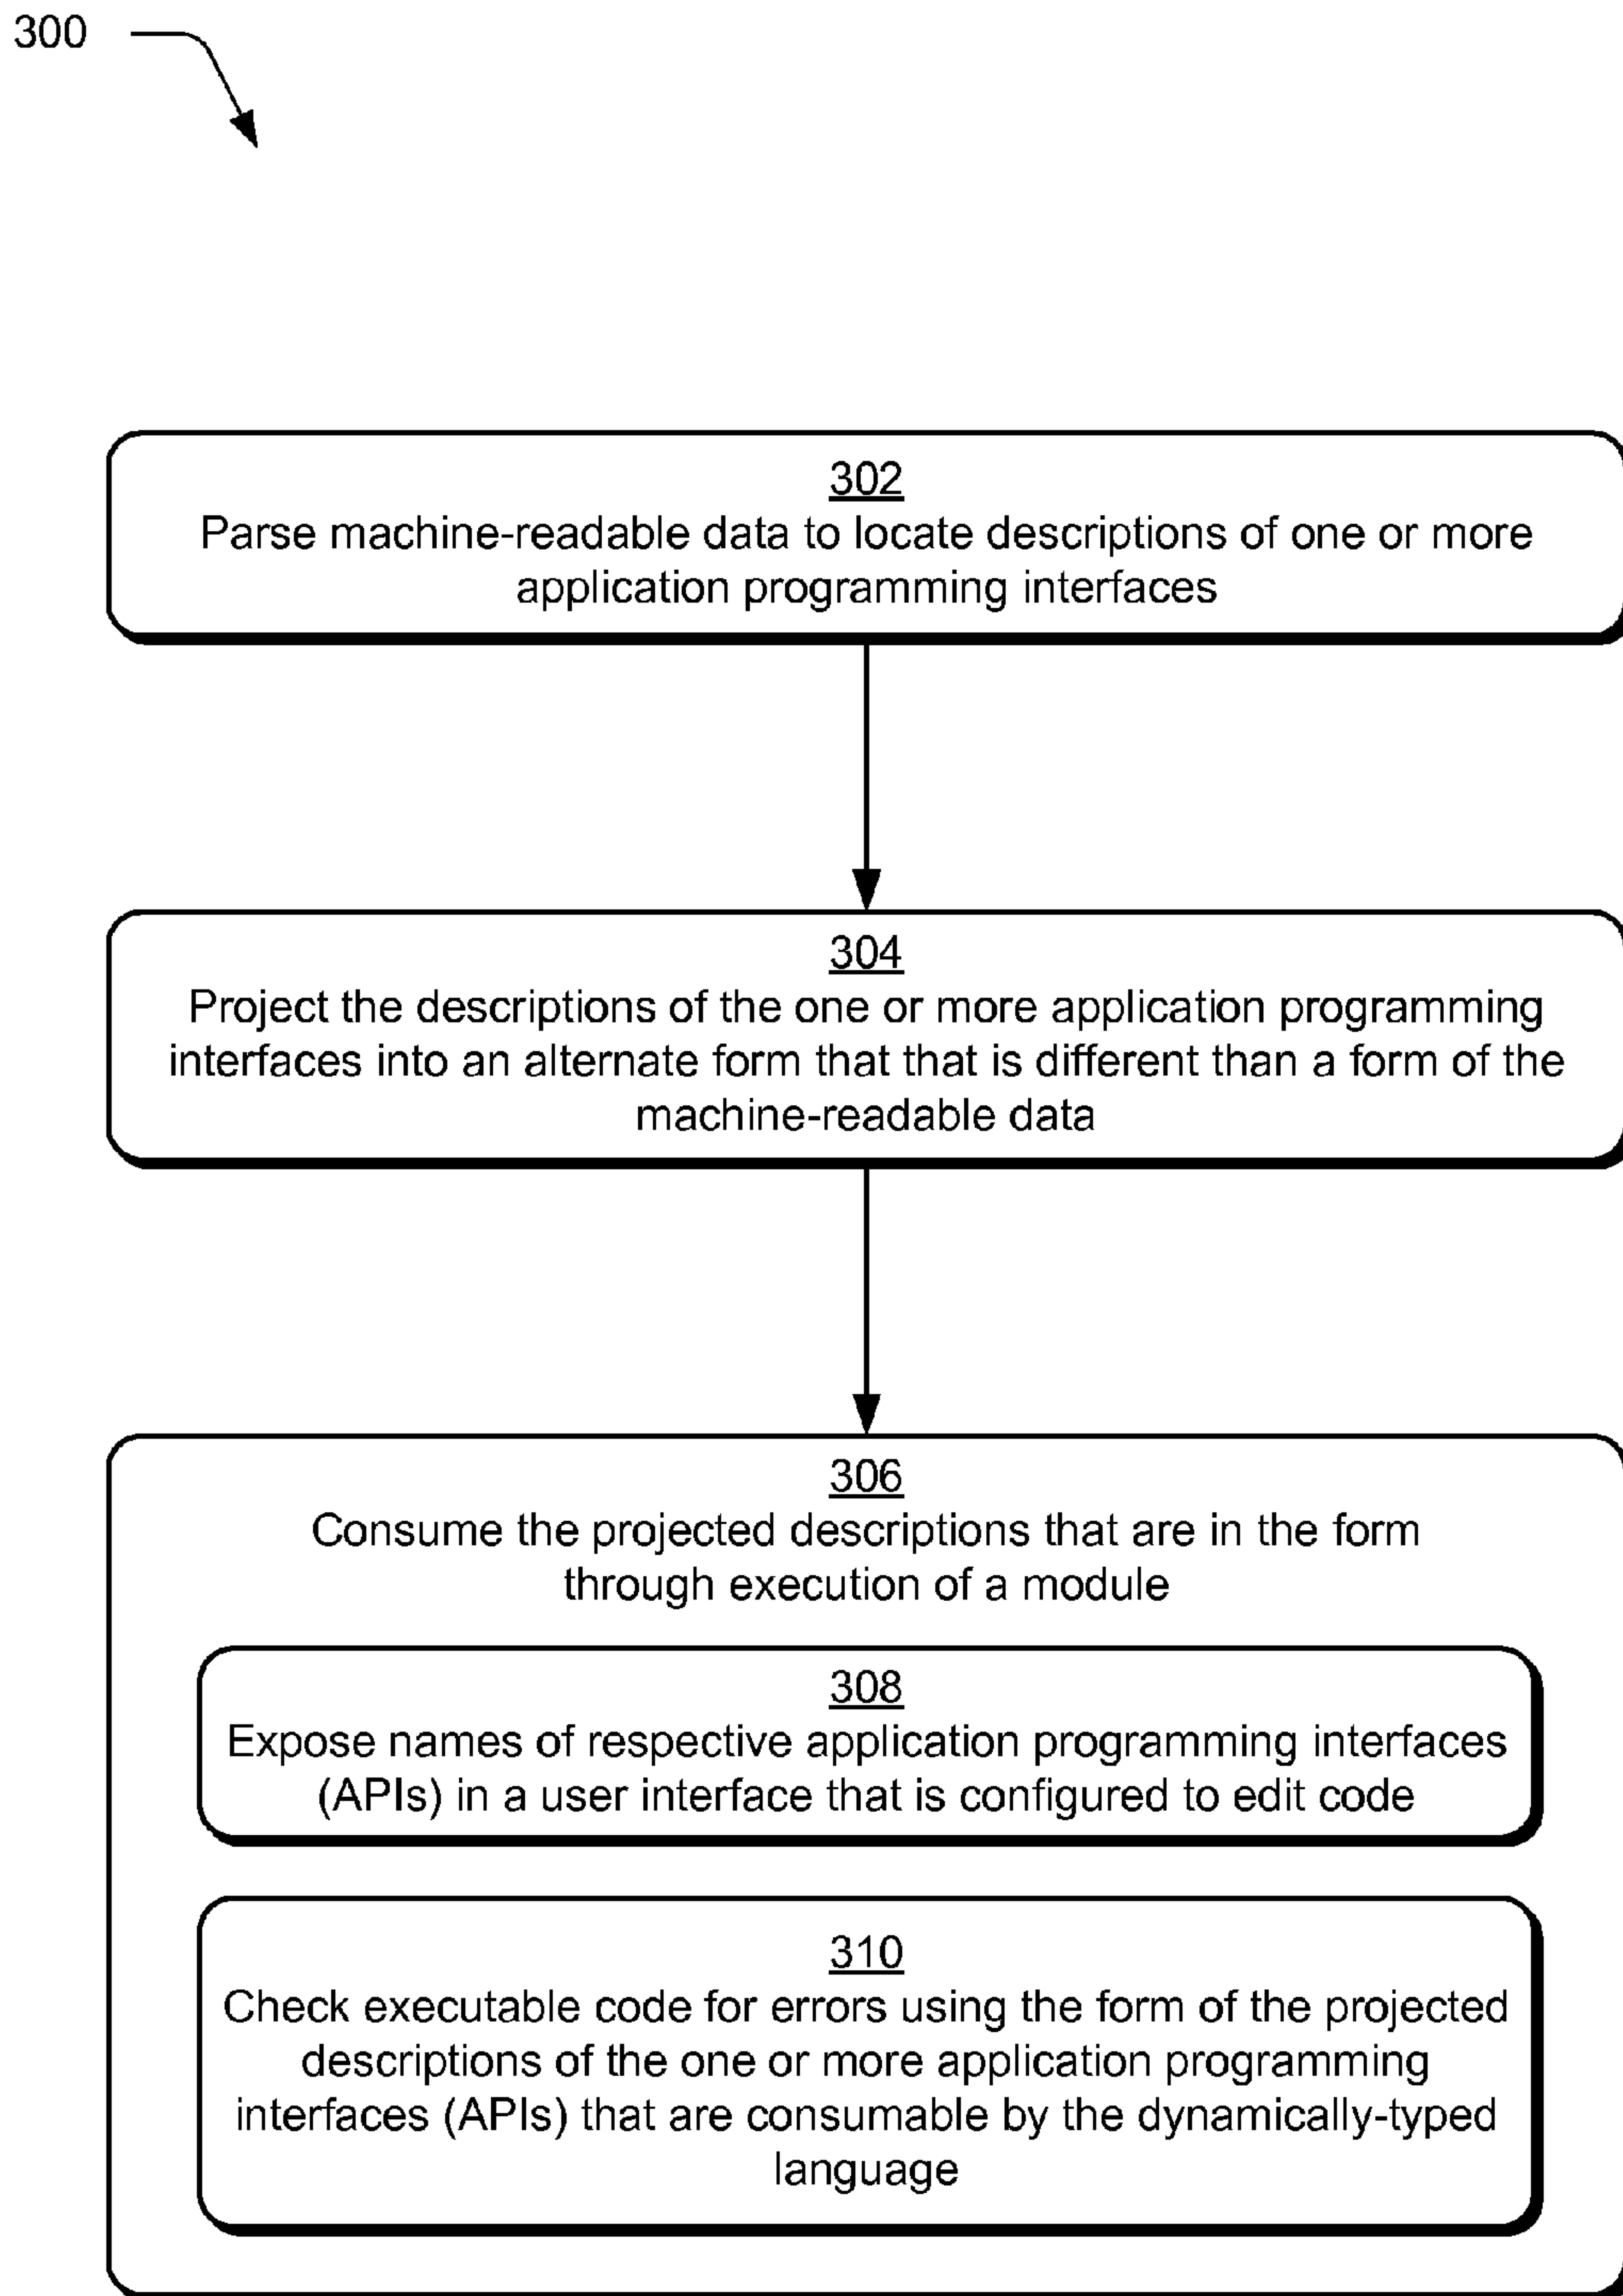 300
302
Parse machine-readable data to locate descriptions of one or more
application programming interfaces
304
Project the descriptions of the one or more application programming
interfaces into an alternate form that that is different than a form of the
machine-readable data
306
Consume the projected descriptions that are in the form
through execution of a module
308
Expose names of respective application programming interfaces
(APIs) in a user interface that is configured to edit code
310
Check executable code for errors using the form of the projected
descriptions of the one or more application programming
interfaces (APIs) that are consumable by the dynamically-typed
language